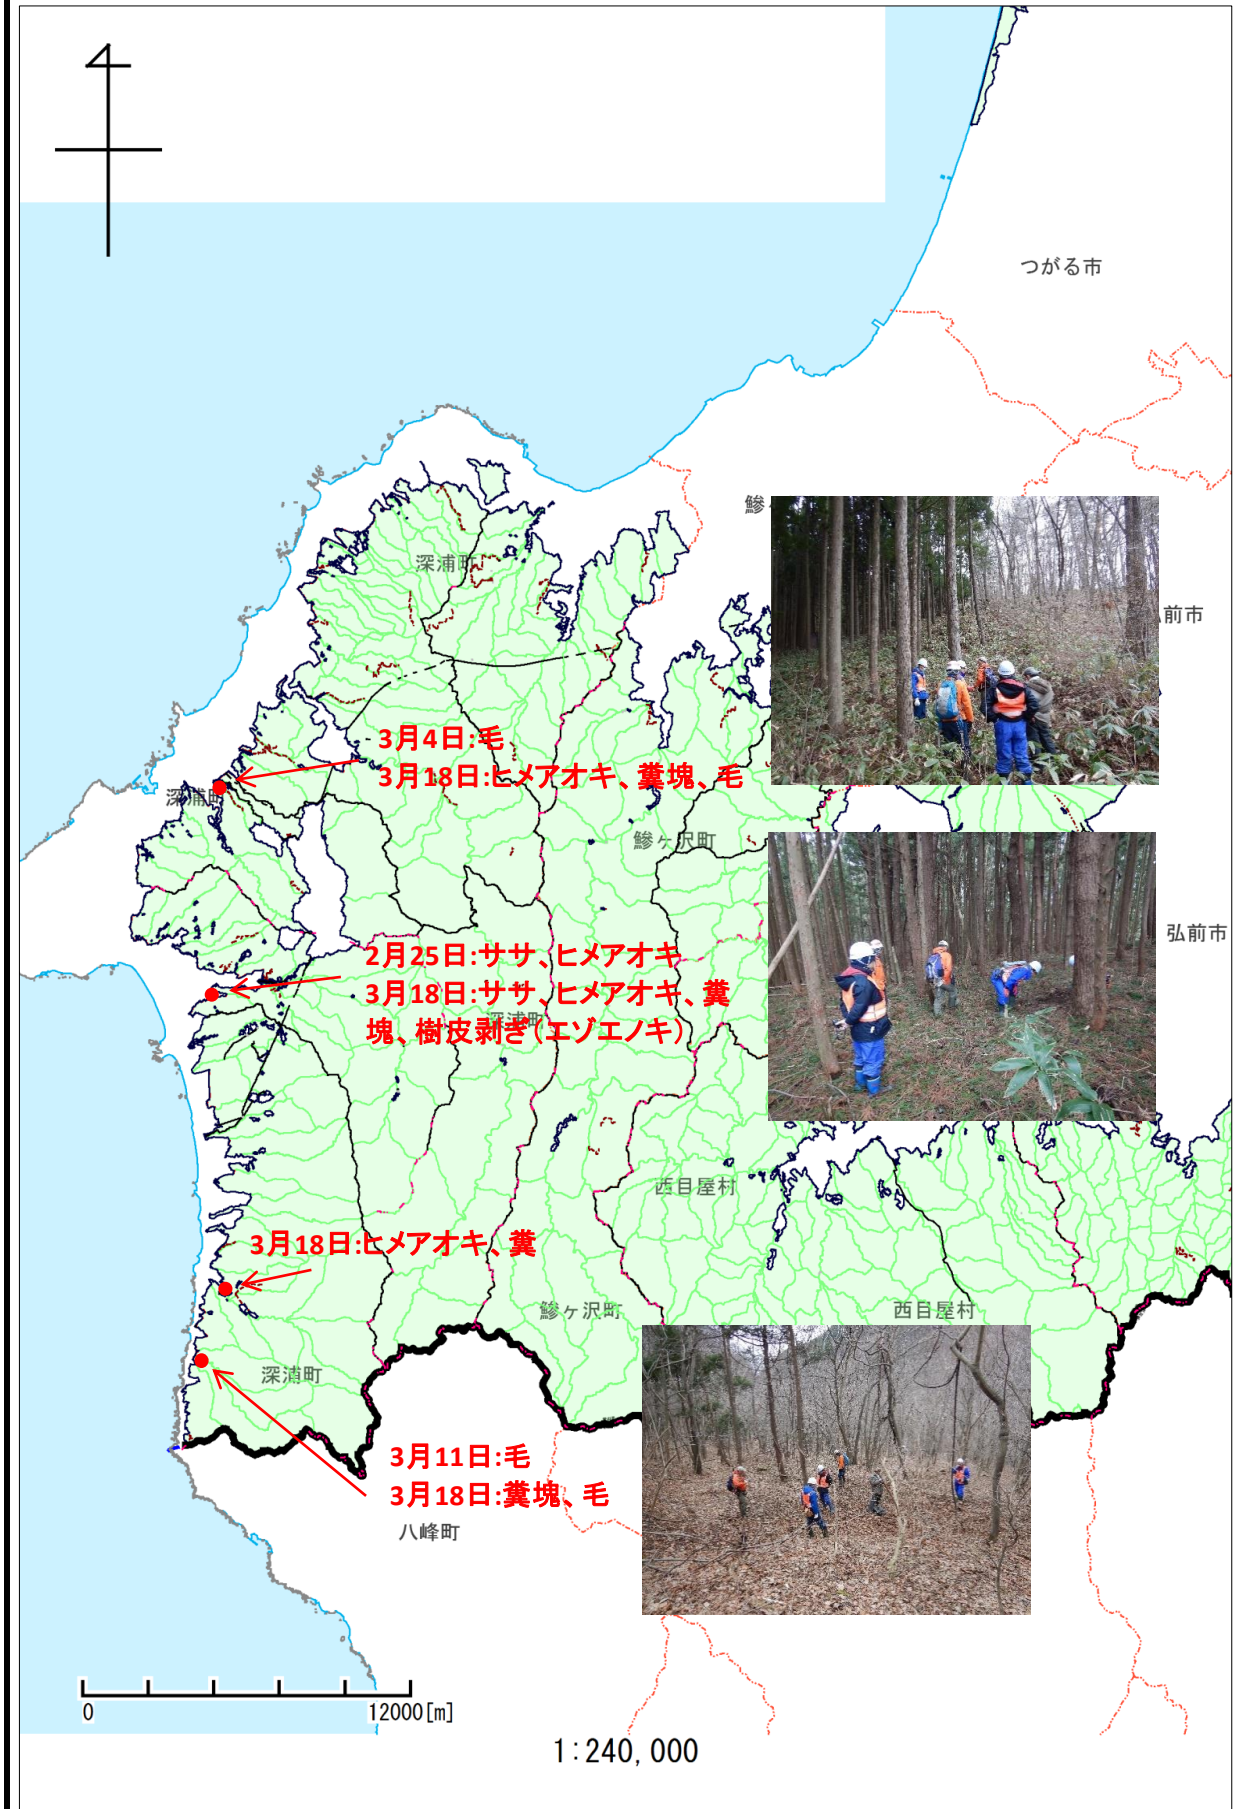 つがる市
鰺
深浦町
前市
3月4日:毛
3月18日:ヒメアオキ、糞塊、毛
深浦町
鰺ヶ沢町
弘前市
2月25日:ササ、ヒメアオキ
3月18日:ササ、ヒメアオキ、糞
塊、樹皮剥ぎ(エゾエノキ)
深浦町
西目屋村
3月18日:ヒメアオキ、糞
鰺ヶ沢町
西目屋村
深浦町
3月11日:毛
3月18日:糞塊、毛
八峰町
0
12000[m]
1:240,000